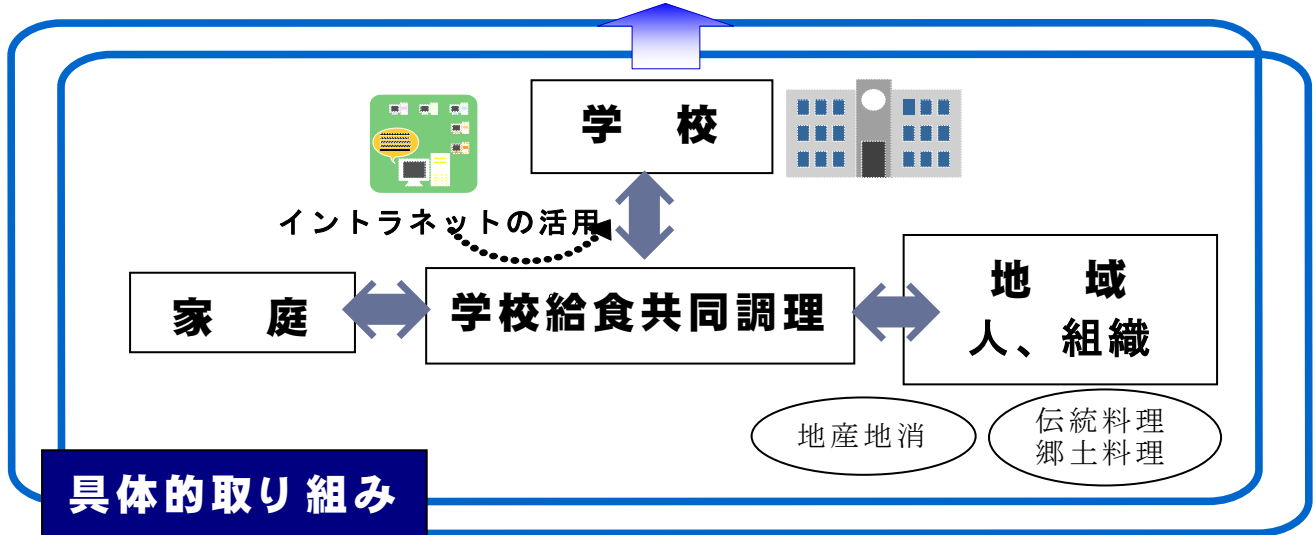 学　校
イントラネットの活用
家　庭
学校給食共同調理
地　域
人、組織
地産地消
伝統料理
郷土料理
具体的取り組み